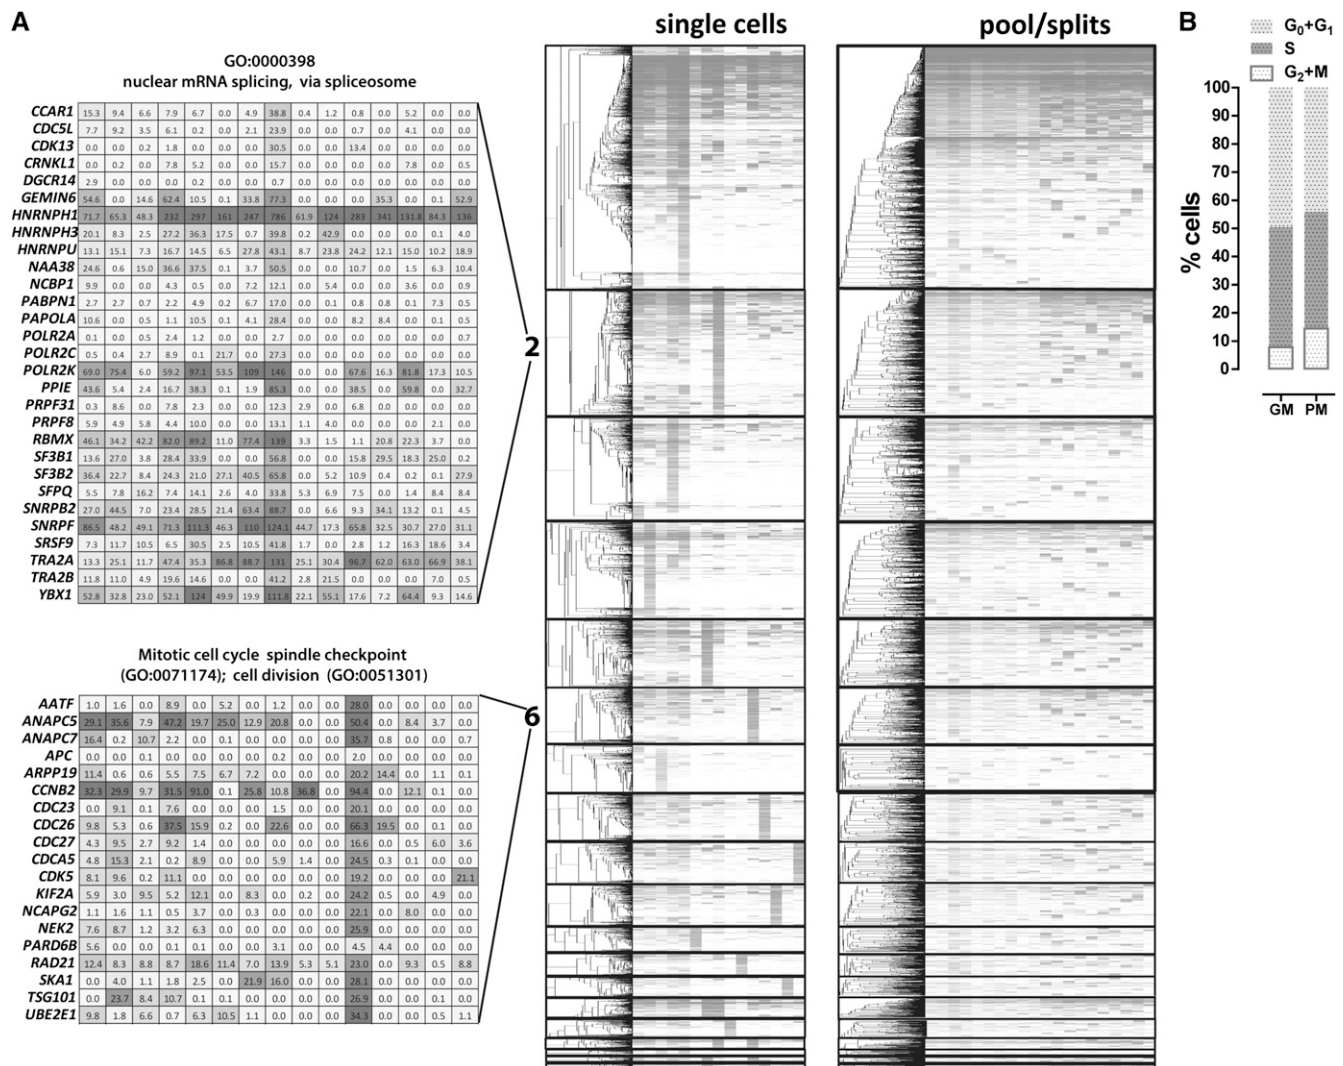 A
single cells
pool/splits
B
G0+G1
S
G2+M
GO:0000398
nuclear mRNA splicing, via spliceosome
CCAR1 15.3 9.4 6.6 7.9 6.7 0.0 4.9 38.8 0.4 1.2 0.8 0.0 5.2 0.0 0.0
CDC5L 7.7 9.2 3.5 6.1 0.2 0.0 2.1 23.9 0.0 0.0 0.7 0.0 4.1 0.0 0.0
CDK13 0.0 0.0 0.2 1.8 0.0 0.0 0.0 30.5 0.0 0.0 13.4 0.0 0.0 0.0 0.0
CRNKL1 0.0 0.2 0.0 7.8 5.2 0.0 0.0 15.7 0.0 0.0 0.0 0.0 7.8 0.0 0.5
DGCR14 2.9 0.0 0.0 0.0 0.2 0.0 0.0 0.7 0.0 0.0 0.0 0.0 0.0 0.0 0.0
GEMIN6 54.6 0.0 14.6 62.4 10.5 0.1 33.8 77.3 0.0 0.0 0.0 35.3 0.0 0.1 52.9
HNRNPH1 71.7 65.3 48.3 232 297 161 247 786 61.9 124 283 341 131.8 84.3 136
HNRNPH3 20.1 8.3 2.5 27.2 36.3 17.5 0.7 39.8 0.2 42.9 0.0 0.0 0.0 0.1 4.0
HNRNPU 13.1 15.1 7.3 16.7 14.5 6.5 27.8 43.1 8.7 23.8 24.2 12.1 15.0 10.2 18.9
NAA38 24.6 0.6 15.0 36.6 37.5 0.1 3.7 50.5 0.0 0.0 10.7 0.0 1.5 6.3 10.4
NCBP1 9.9 0.0 0.0 4.3 0.5 0.0 7.2 12.1 0.0 5.4 0.0 0.0 3.6 0.0 0.9
PABPN1 2.7 2.7 0.7 2.2 4.9 0.2 6.7 17.0 0.0 0.1 0.8 0.8 0.1 7.3 0.5
PAPOLA 10.6 0.0 0.5 1.1 10.5 0.1 4.1 28.4 0.0 0.0 8.2 8.4 0.0 0.1 0.5
POLR2A 0.1 0.0 0.5 2.4 1.2 0.0 0.0 2.7 0.0 0.0 0.0 0.0 0.0 0.0 0.7
POLR2C 0.5 0.4 2.7 8.9 0.1 21.7 0.0 27.3 0.0 0.0 0.0 0.0 0.0 0.0 0.0
POLR2K 69.0 75.4 6.0 59.2 97.1 53.5 109 146 0.0 0.0 67.6 16.3 81.8 17.3 10.5
PPIE 43.6 5.4 2.4 16.7 38.3 0.1 1.9 85.3 0.0 0.0 38.5 0.0 59.8 0.0 32.7
PRPF31 0.3 8.6 0.0 7.8 2.3 0.0 0.0 12.3 2.9 0.0 6.8 0.0 0.0 0.0 0.0
PRPF8 5.9 4.9 5.8 4.4 10.0 0.0 0.0 13.1 1.1 4.0 0.0 0.0 0.0 2.1 0.0
RBMX 46.1 34.2 42.2 82.0 89.2 11.0 77.4 139 3.3 1.5 1.1 20.8 22.3 3.7 0.0
SF3B1 13.6 27.0 3.8 28.4 33.9 0.0 0.0 56.8 0.0 0.0 15.8 29.5 18.3 25.0 0.2
SF3B2 36.4 22.7 8.4 24.3 21.0 27.1 40.5 65.8 0.0 5.2 10.9 0.4 0.2 0.1 27.9
SFPQ 5.5 7.8 16.2 7.4 14.1 2.6 4.0 33.8 5.3 6.9 7.5 0.0 1.4 8.4 8.4
SNRPB2 27.0 44.5 7.0 23.4 28.5 21.4 63.4 88.7 0.0 6.6 9.3 34.1 13.2 0.1 4.5
SNRPF 86.5 48.2 49.1 71.3 111.3 46.3 110 124.1 44.7 17.3 65.8 32.5 30.7 27.0 31.1
SRSF9 7.3 11.7 10.5 6.5 30.5 2.5 10.5 41.8 1.7 0.0 2.8 1.2 16.3 18.6 3.4
TRA2A 13.3 25.1 11.7 47.4 35.3 86.8 88.7 131 25.1 30.4 96.7 62.0 63.0 66.9 38.1
TRA2B 11.8 11.0 4.9 19.6 14.6 0.0 0.0 41.2 2.8 21.5 0.0 0.0 0.0 7.0 0.5
YBX1 52.8 32.8 23.0 52.1 124 49.9 19.9 111.8 22.1 55.1 17.6 7.2 64.4 9.3 14.6
2
100
90
80
70
60
50
40
30
20
10
0
% cells
GM PM
Mitotic cell cycle spindle checkpoint
(GO:0071174); cell division (GO:0051301)
AATF 1.0 1.6 0.0 8.9 0.0 5.2 0.0 1.2 0.0 0.0 28.0 0.0 0.0 0.0 0.0
ANAPC5 29.1 35.6 7.9 47.2 19.7 25.0 12.9 20.8 0.0 0.0 50.4 0.0 8.4 3.7 0.0
ANAPC7 16.4 0.2 10.7 2.2 0.0 0.1 0.0 0.0 0.0 0.0 35.7 0.8 0.0 0.0 0.7
APC 0.0 0.0 0.1 0.0 0.0 0.0 0.0 0.2 0.0 0.0 2.0 0.0 0.0 0.0 0.0
ARPP19 11.4 0.6 0.6 5.5 7.5 6.7 7.2 0.0 0.0 0.0 20.2 14.4 0.0 1.1 0.1
CCNB2 32.3 29.9 9.7 31.5 91.0 0.1 25.8 10.8 36.8 0.0 94.4 0.0 12.1 0.1 0.0
CDC23 0.0 9.1 0.1 7.6 0.0 0.0 0.0 1.5 0.0 0.0 20.1 0.0 0.0 0.0 0.0
CDC26 9.8 5.3 0.6 37.5 15.9 0.2 0.0 22.6 0.0 0.0 66.3 19.5 0.0 0.1 0.0
CDC27 4.3 9.5 2.7 9.2 1.4 0.0 0.0 0.0 0.0 0.0 16.6 0.0 0.5 6.0 3.6
CDCA5 4.8 15.3 2.1 0.2 8.9 0.0 0.0 5.9 1.4 0.0 24.5 0.3 0.1 0.0 0.0
CDK5 8.1 9.6 0.2 11.1 0.0 0.0 0.0 0.0 0.0 0.0 19.2 0.0 0.0 0.0 21.1
KIF2A 5.9 3.0 9.5 5.2 12.1 0.0 8.3 0.0 0.2 0.0 24.2 0.5 0.0 4.9 0.0
NCAPG2 1.1 1.6 1.1 0.5 3.7 0.0 0.3 0.0 0.0 0.0 22.1 0.0 8.0 0.0 0.0
NEK2 7.6 8.7 1.2 3.2 6.3 0.0 0.0 0.0 0.0 0.0 25.9 0.0 0.0 0.0 0.0
PARD6B 5.6 0.0 0.0 0.1 0.1 0.0 0.0 3.1 0.0 0.0 4.5 4.4 0.0 0.0 0.0
RAD21 12.4 8.3 8.8 8.7 18.6 11.4 7.0 13.9 5.3 5.1 23.0 0.0 9.3 0.5 8.8
SKA1 0.0 4.0 1.1 1.8 2.5 0.0 21.9 16.0 0.0 0.0 28.1 0.0 0.0 0.0 0.0
TSG101 0.0 23.7 8.4 10.7 0.1 0.1 0.0 0.0 0.0 0.0 26.9 0.0 0.0 0.1 0.0
UBE2E1 9.8 1.8 6.6 0.7 6.3 10.5 1.1 0.0 0.0 0.0 34.3 0.0 0.0 0.5 1.1
6